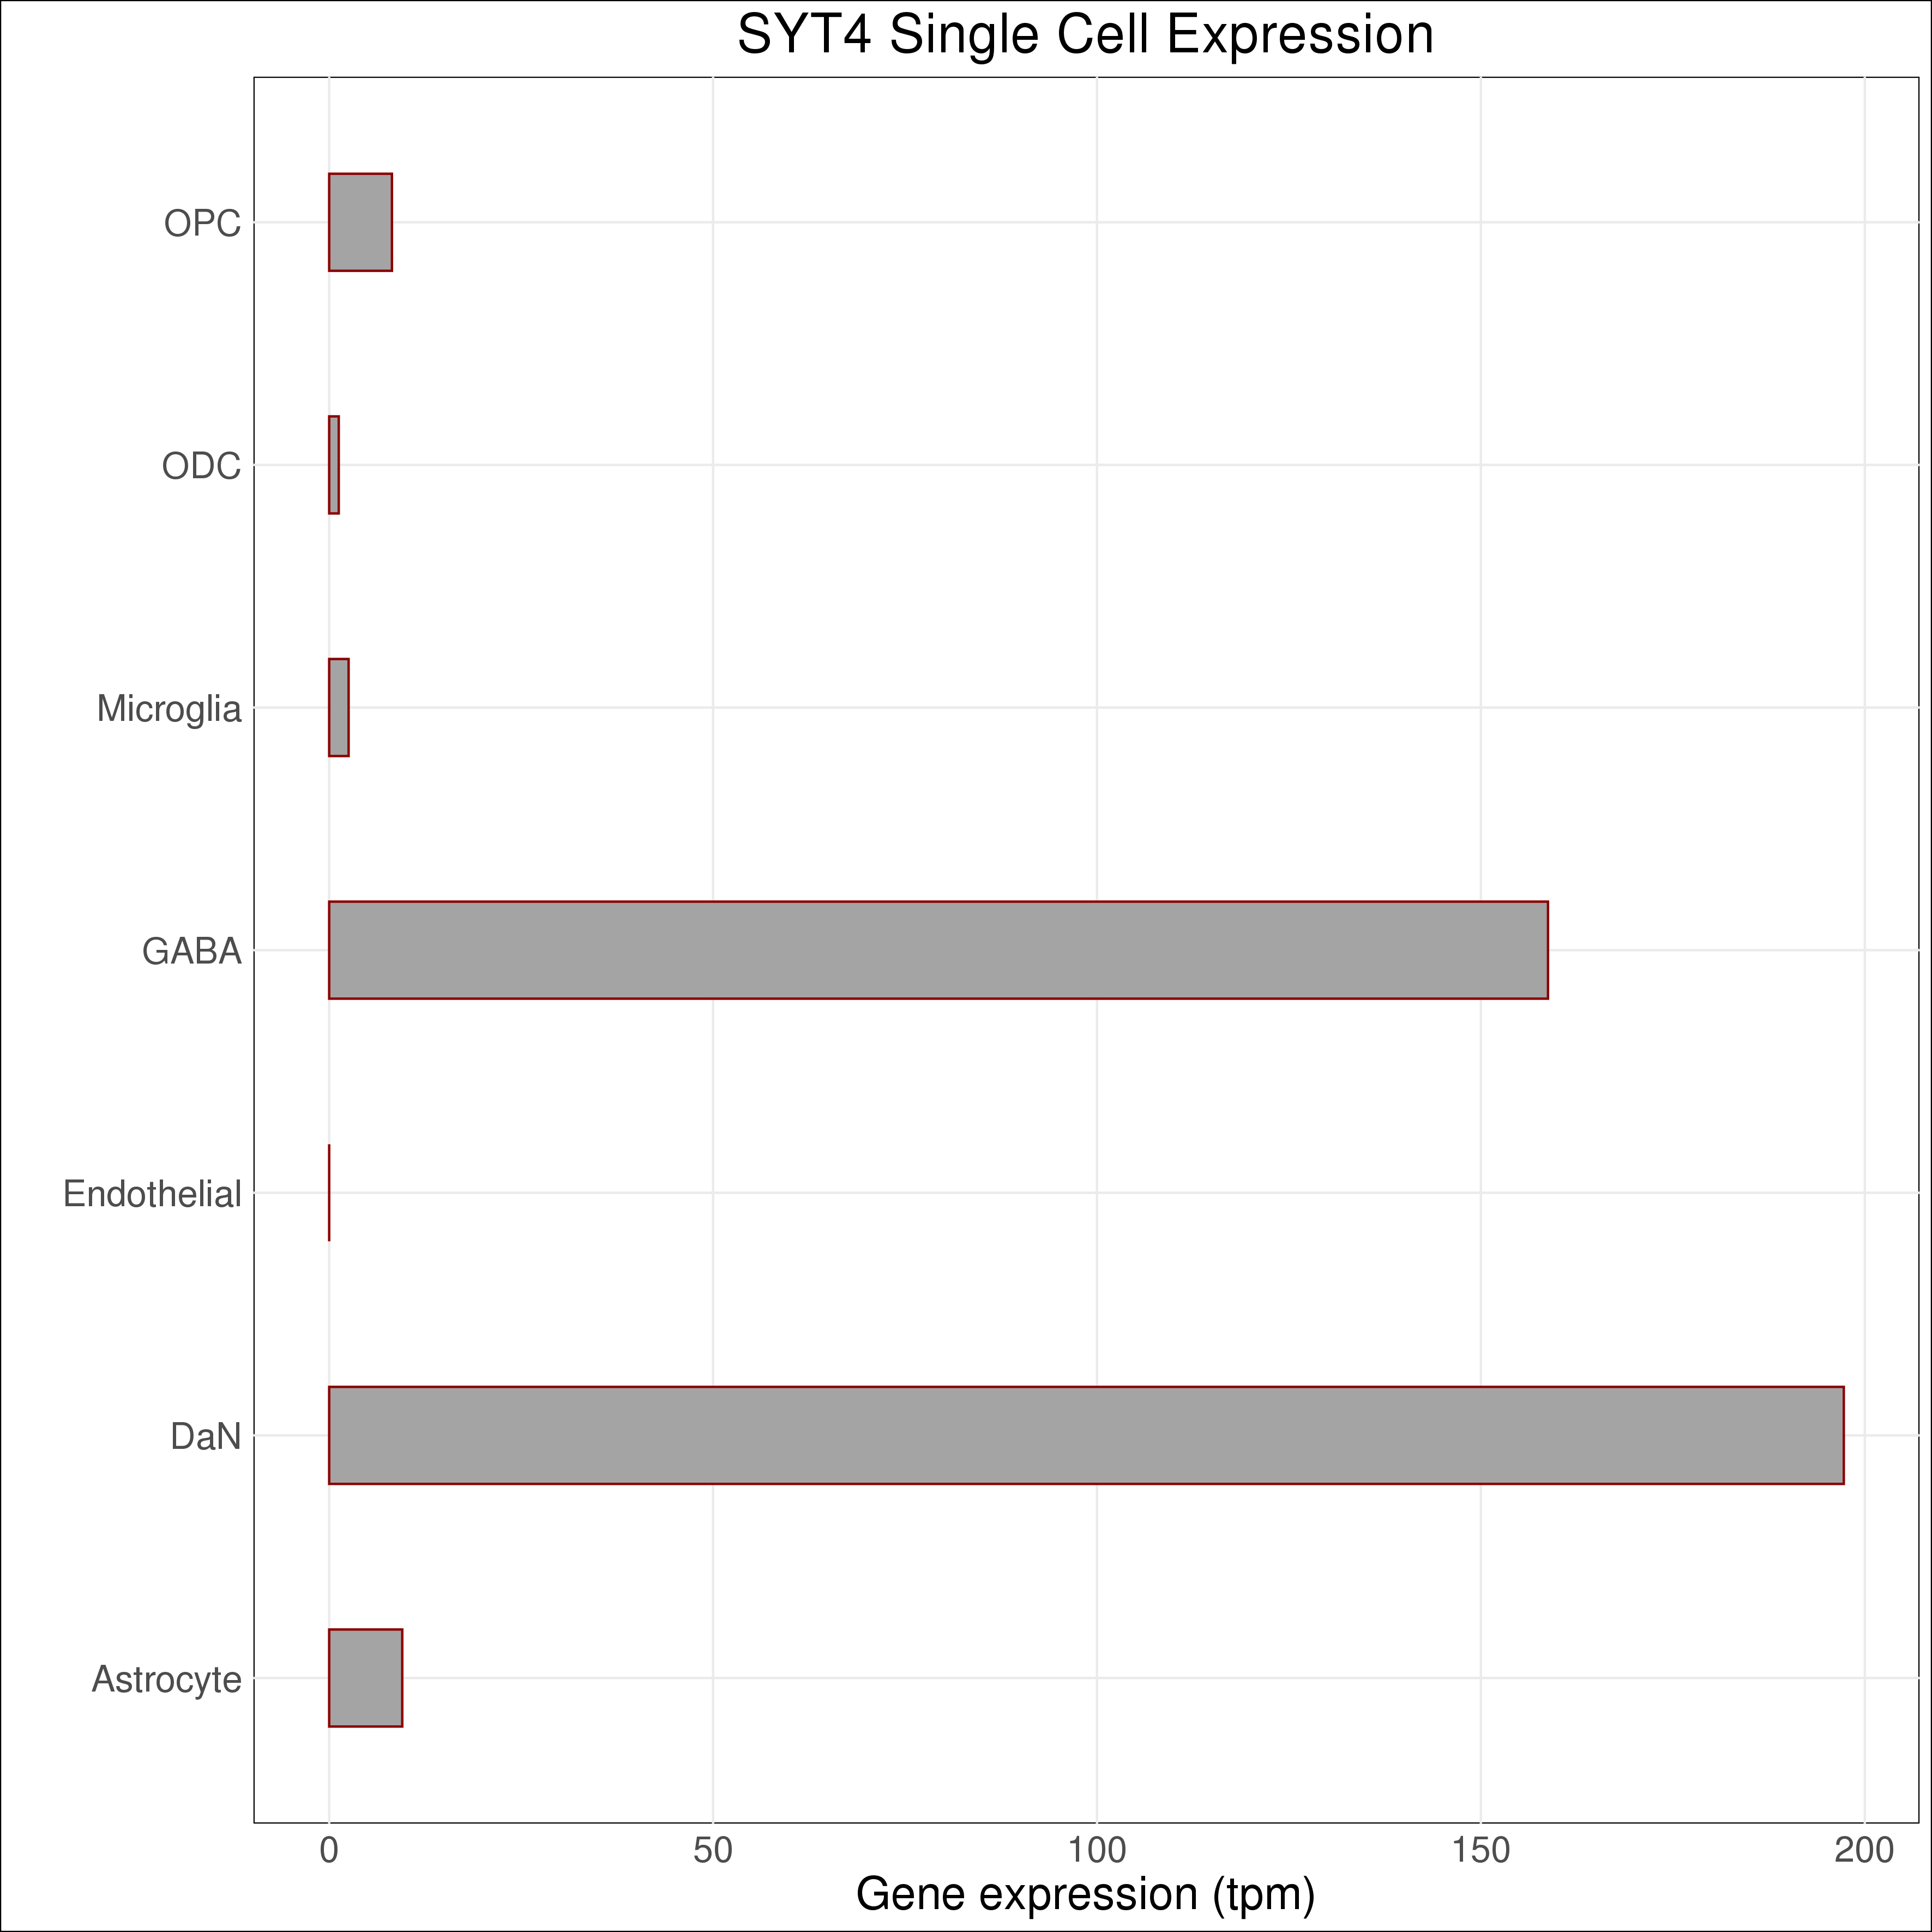 SYT4 Single Cell Expression
OPC
ODC
Microglia
GABA
Endothelial
DaN
Astrocyte
0 50 100 150 200
Gene expression (tpm)